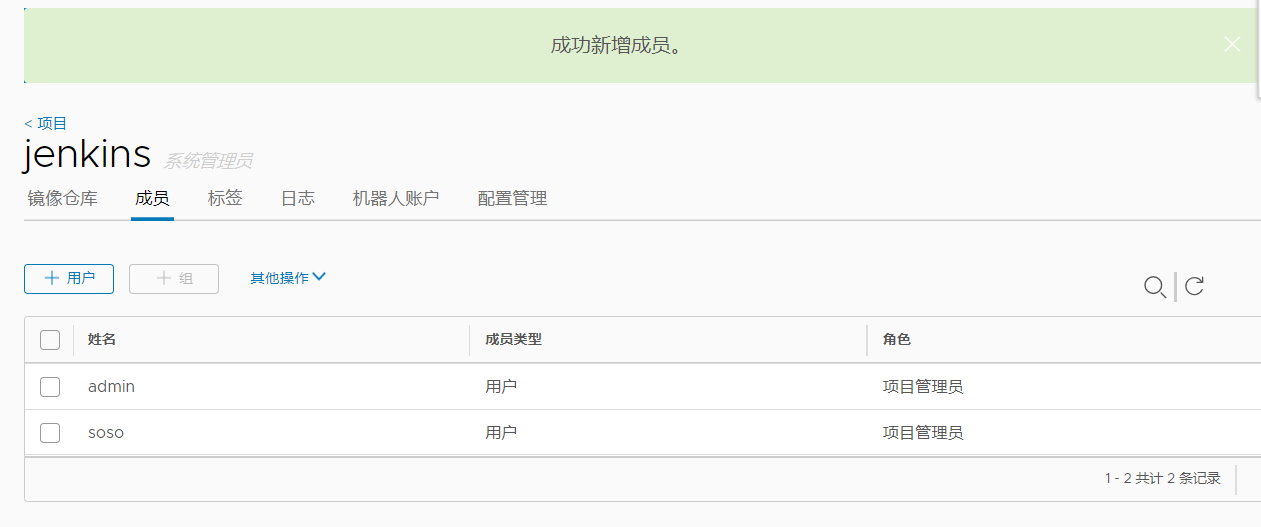 成功新增成员。
< 项目
jenkins 系统管理员
镜像仓库 成员 标签 日志 机器人账户 配置管理
+ 用户 + 组 其他操作
姓名 成员类型 角色
admin 用户 项目管理员
soso 用户 项目管理员
1 - 2 共计 2 条记录